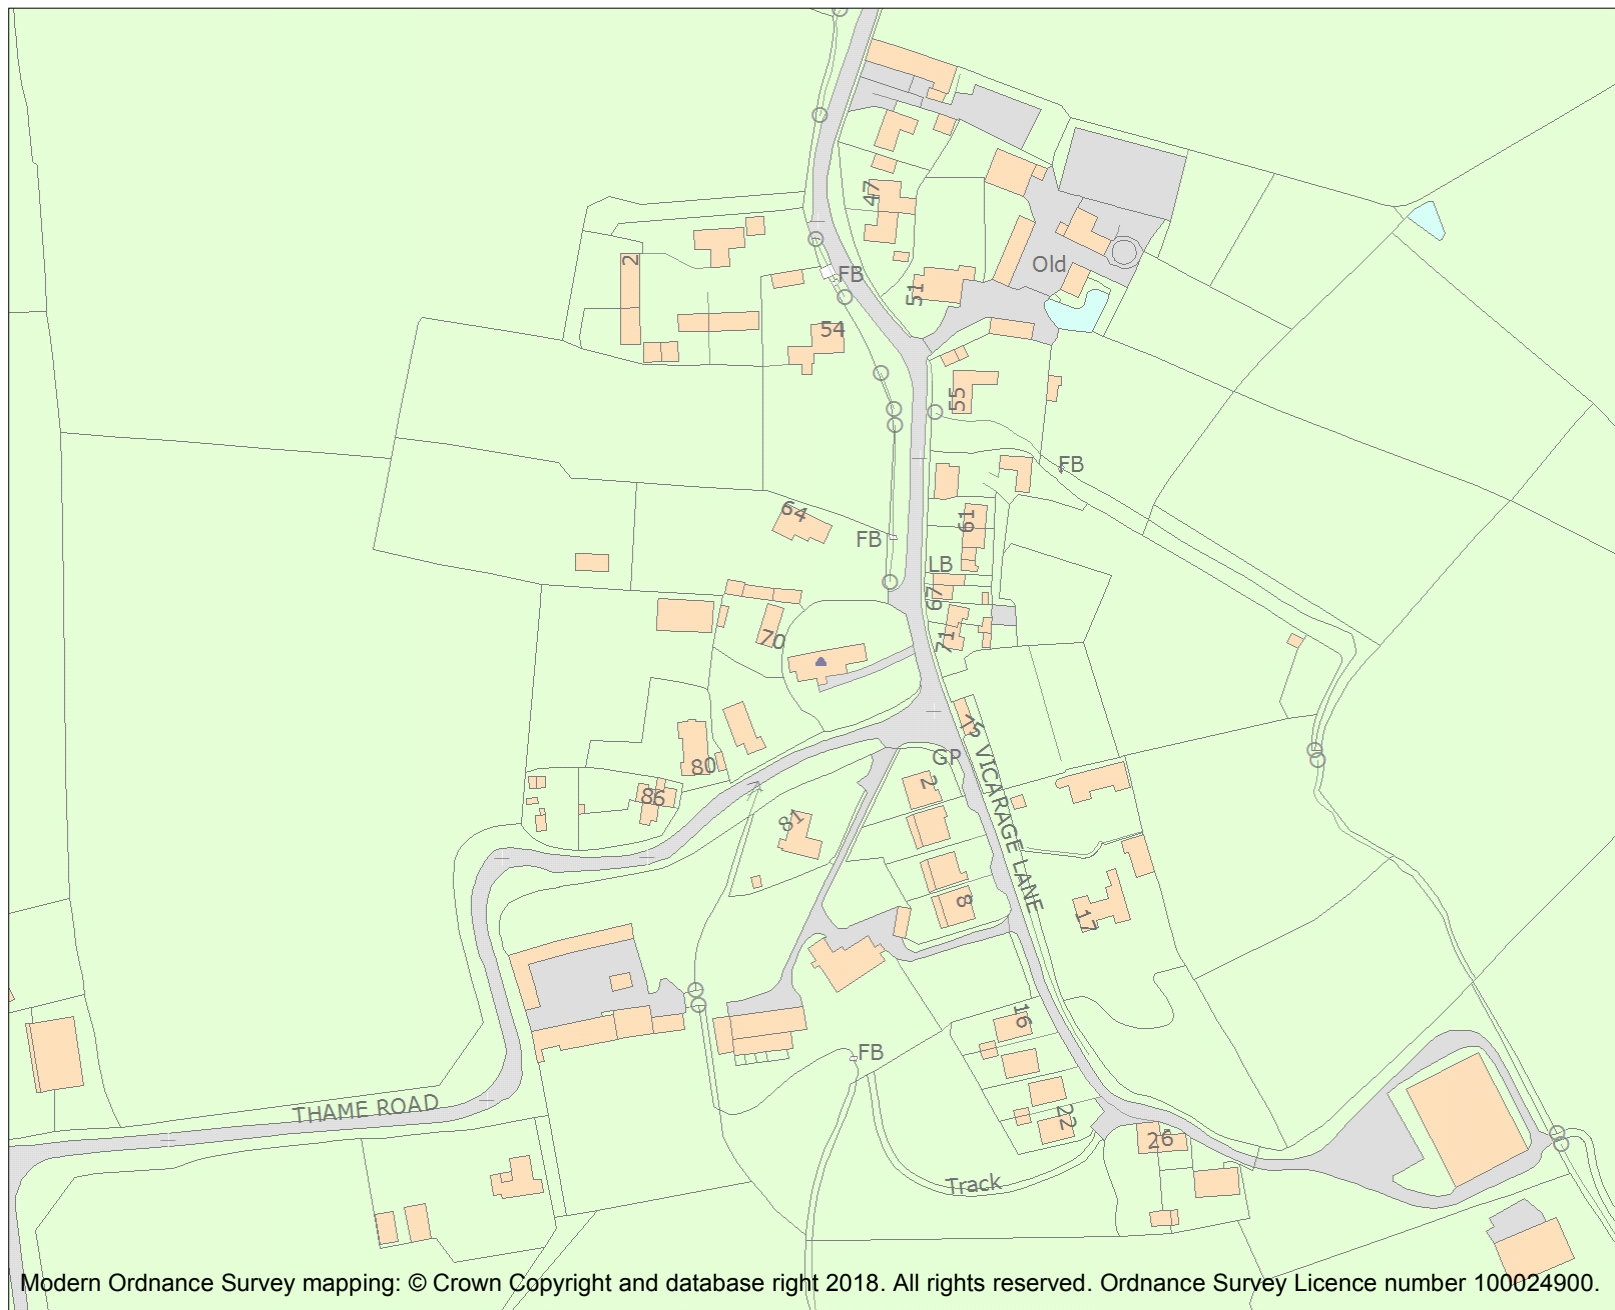 47
2
FB
Old
51
54
55
FB
64
61
FB
LB
67
70
71
75
GP
VICARAGE LANE
80
2
86
81
8
17
16
FB
THAME ROAD
22
26
Track
Modern Ordnance Survey mapping: © Crown Copyright and database right 2018. All rights reserved. Ordnance Survey Licence number 100024900.